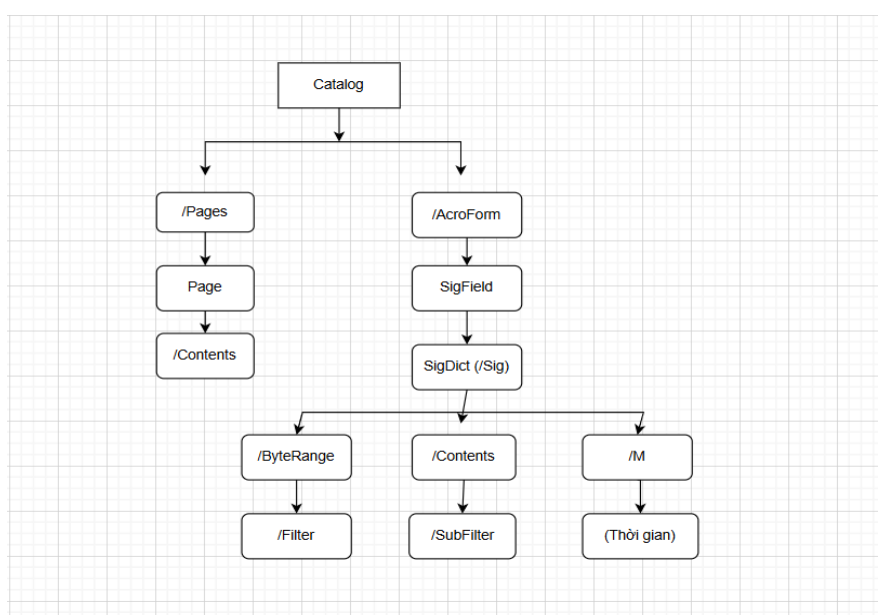 Catalog
/Pages
/AcroForm
Page
SigField
/Contents
SigDict (/Sig)
/ByteRange
/Contents
/M
/Filter
/SubFilter
(Thời gian)